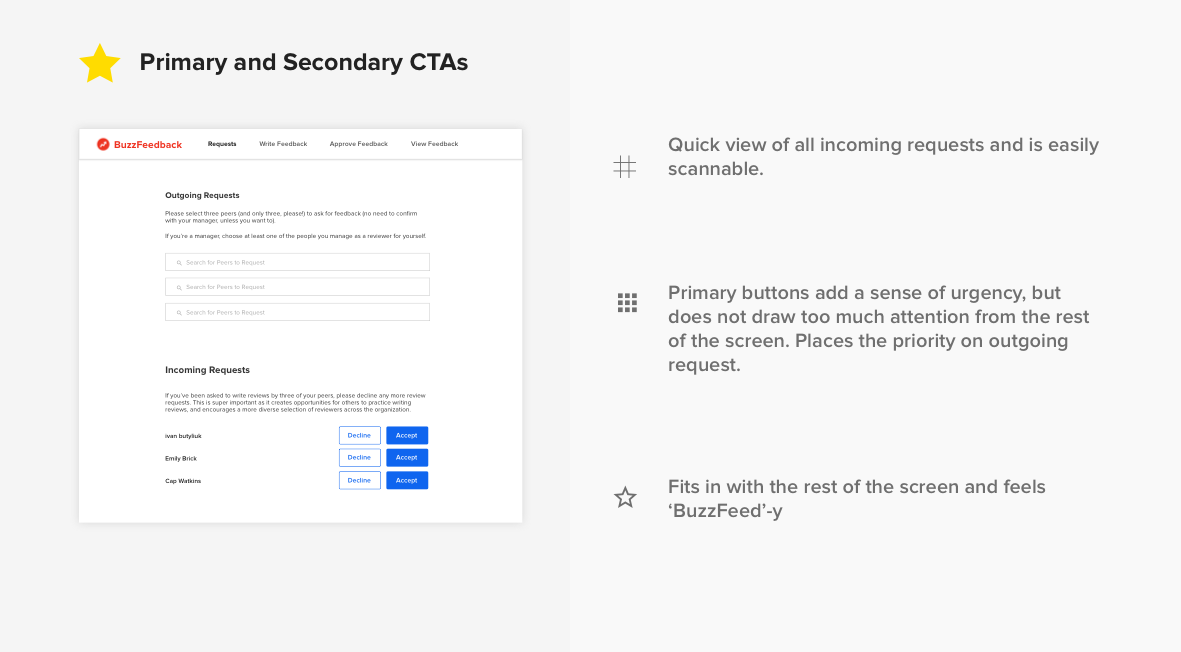 Primary and Secondary CTAs
BuzzFeedback
Requests
Write Feedback
Approve Feedback
View Feedback
Outgoing Requests
Please select three peers (and only three, please!) to ask for feedback (no need to confirm
with your manager, unless you want to).
If you're a manager, choose at least one of the people you manage as a reviewer for yourself.
Search for Peers to Request
Search for Peers to Request
Search for Peers to Request
Incoming Requests
If you've been asked to write reviews by three of your peers, please decline any more review
requests. This is super important as it creates opportunities for others to practice writing
reviews, and encourages a more diverse selection of reviewers across the organization.
ivan butyliuk
Decline
Accept
Emily Brick
Decline
Accept
Cap Watkins
Decline
Accept
Quick view of all incoming requests and is easily
scannable.
Primary buttons add a sense of urgency, but
does not draw too much attention from the rest
of the screen. Places the priority on outgoing
request.
Fits in with the rest of the screen and feels
‘BuzzFeed’-y